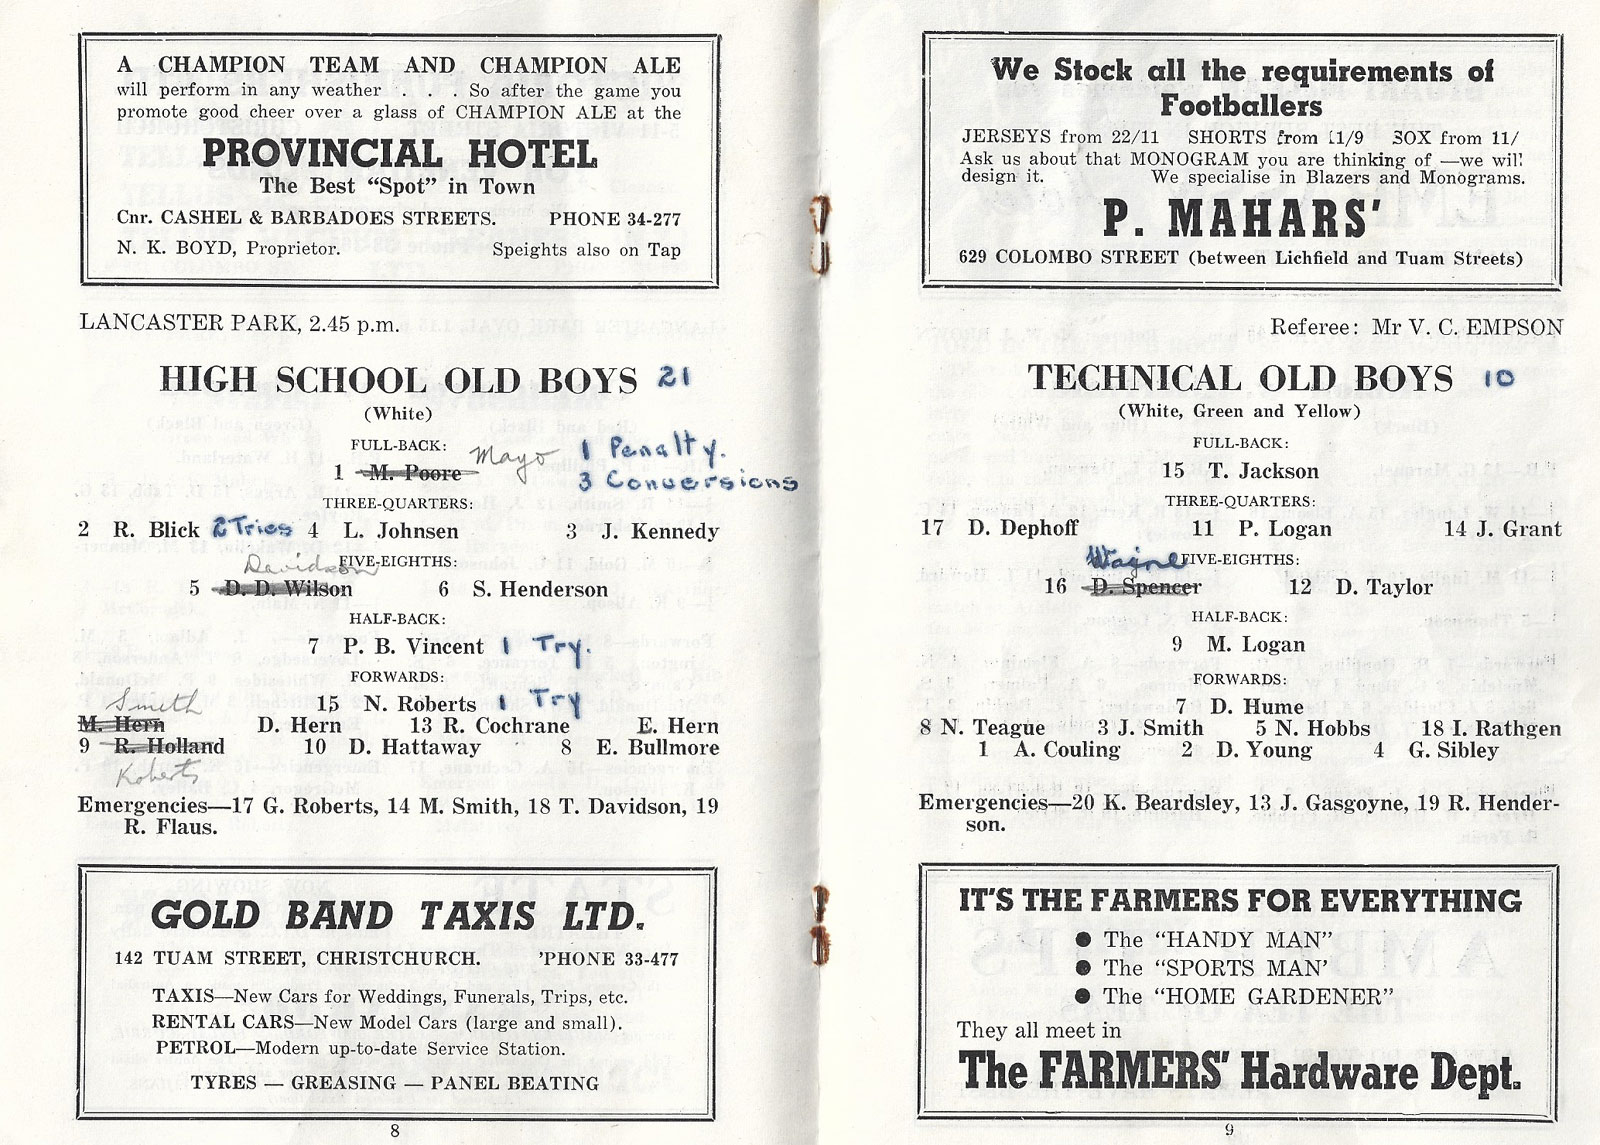 A CHAMPION TEAM AND CHAMPION ALE
will perform in any weather . . . So after the game you
promote good cheer over a glass of CHAMPION ALE at the
PROVINCIAL HOTEL
The Best “Spot” in Town
Cnr. CASHEL & BARBADOES STREETS. PHONE 34-277
N. K. BOYD, Proprietor. Speights also on Tap
LANCASTER PARK, 2.45 p.m.
HIGH SCHOOL OLD BOYS 21
(White)
FULL-BACK:
1 M. Poore Mayo 1 Penalty.
3 Conversions
THREE-QUARTERS:
2 R. Blick 2 Tries 4 L. Johnsen 3 J. Kennedy
Davidson FIVE-EIGHTHS:
5 D. D. Wilson 6 S. Henderson
HALF-BACK:
7 P. B. Vincent 1 Try.
FORWARDS:
15 N. Roberts 1 Try
Smith
M. Hern D. Hern 13 R. Cochrane E. Hern
9 R. Holland 10 D. Hattaway 8 E. Bullmore
Roberts
Emergencies—17 G. Roberts, 14 M. Smith, 18 T. Davidson, 19
R. Flaus.
GOLD BAND TAXIS LTD.
142 TUAM STREET, CHRISTCHURCH. 'PHONE 33-477
TAXIS—New Cars for Weddings, Funerals, Trips, etc.
RENTAL CARS—New Model Cars (large and small).
PETROL—Modern up-to-date Service Station.
TYRES — GREASING — PANEL BEATING
8
We Stock all the requirements of
Footballers
JERSEYS from 22/11 SHORTS from 11/9 SOX from 11/
Ask us about that MONOGRAM you are thinking of —we will
design it. We specialise in Blazers and Monograms.
P. MAHARS'
629 COLOMBO STREET (between Lichfield and Tuam Streets)
Referee: Mr V. C. EMPSON
TECHNICAL OLD BOYS 10
(White, Green and Yellow)
FULL-BACK:
15 T. Jackson
THREE-QUARTERS:
17 D. Dephoff 11 P. Logan 14 J. Grant
Wayne FIVE-EIGHTHS:
16 D. Spencer 12 D. Taylor
HALF-BACK:
9 M. Logan
FORWARDS:
7 D. Hume
8 N. Teague 3 J. Smith 5 N. Hobbs 18 I. Rathgen
1 A. Couling 2 D. Young 4 G. Sibley
Emergencies—20 K. Beardsley, 13 J. Gasgoyne, 19 R. Hender-
son.
IT'S THE FARMERS FOR EVERYTHING
● The “HANDY MAN”
● The “SPORTS MAN'
● The “HOME GARDENER”
They all meet in
The FARMERS' Hardware Dept.
9